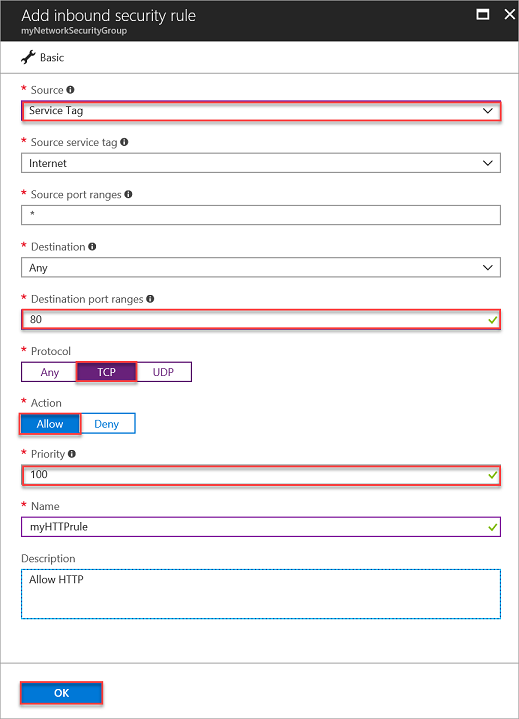 Add inbound security rule
myNetworkSecurityGroup
Basic
* Source
Service Tag
* Source service tag
Internet
* Source port ranges
*
* Destination
Any
* Destination port ranges
80
* Protocol
Any TCP UDP
* Action
Allow Deny
* Priority
100
* Name
myHTTPrule
Description
Allow HTTP
OK